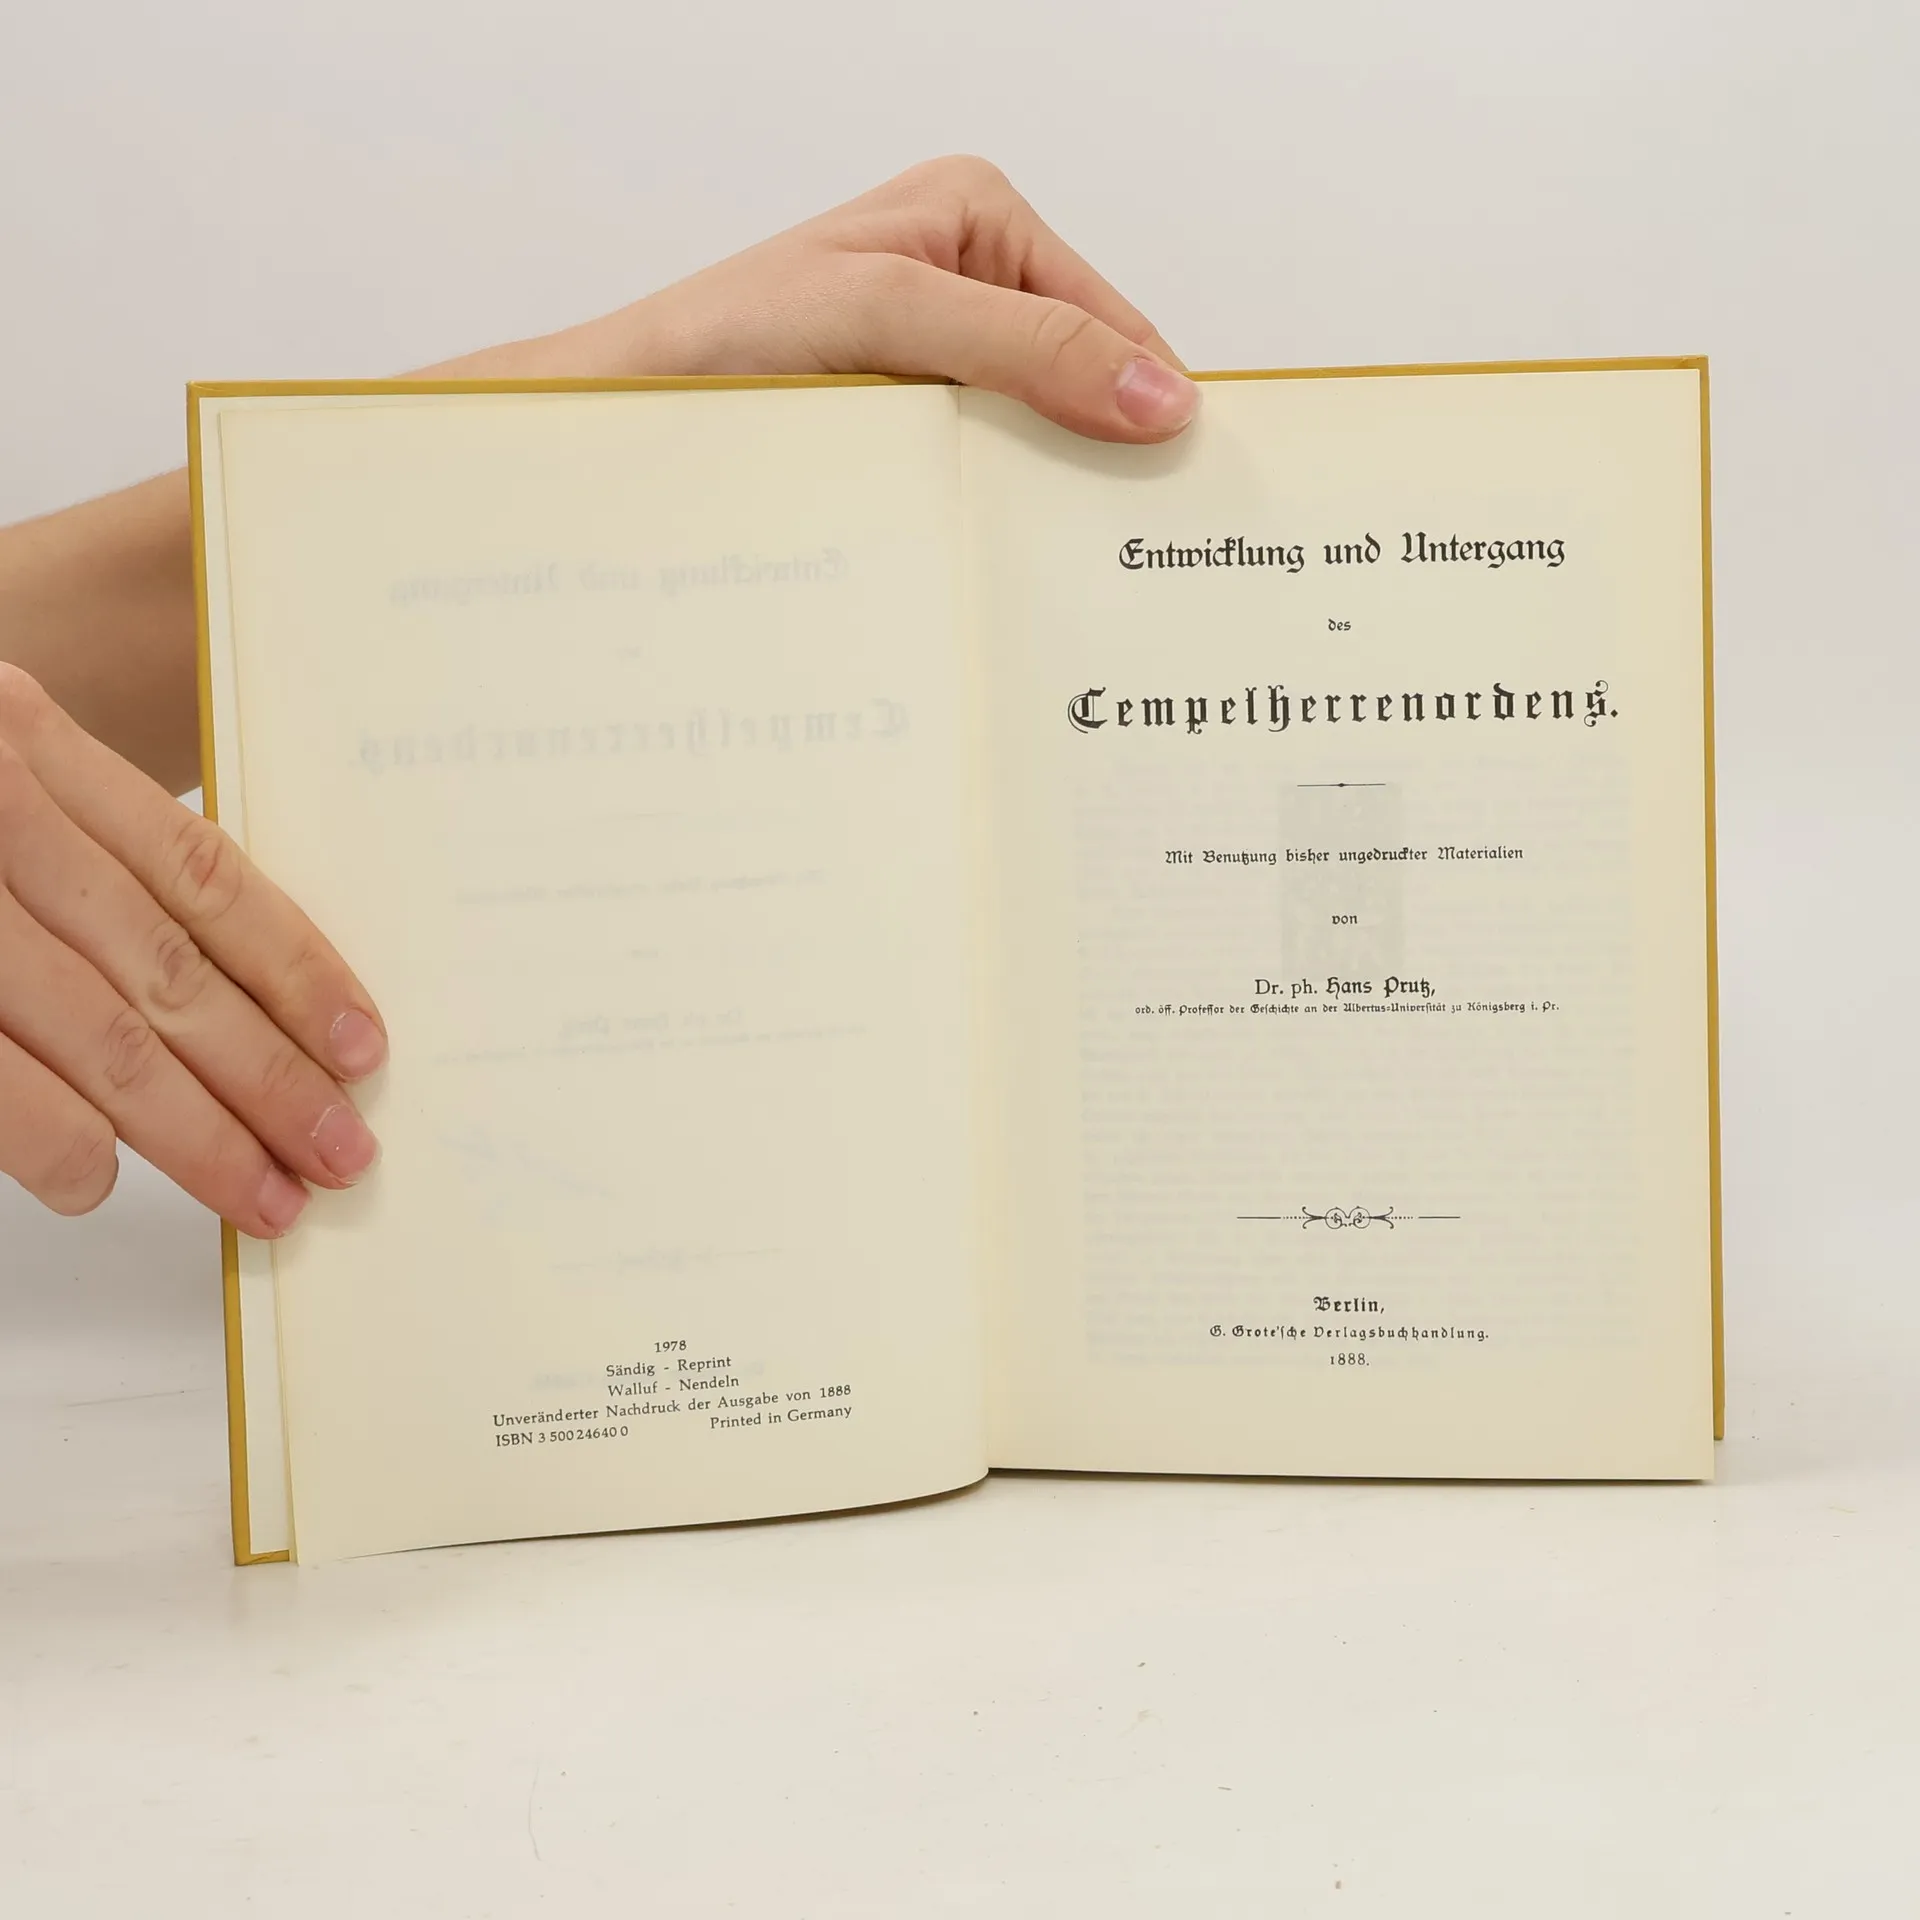 1978
Sändig - Reprint
Walluf - Nendeln
Unveränderter Nachdruck der Ausgabe von 1888
ISBN 3 50024640 0 Printed in Germany
Entwicklung und Untergang
des
Tempelherrenordens.
Mit Benutzung bisher ungedruckter Materialien
von
Dr. ph. Hans Prutz,
ord. öff. Professor der Geschichte an der Albertus-Universität zu Königsberg i. Pr.
Berlin,
G. Grote'sche Verlagsbuchhandlung.
1888.